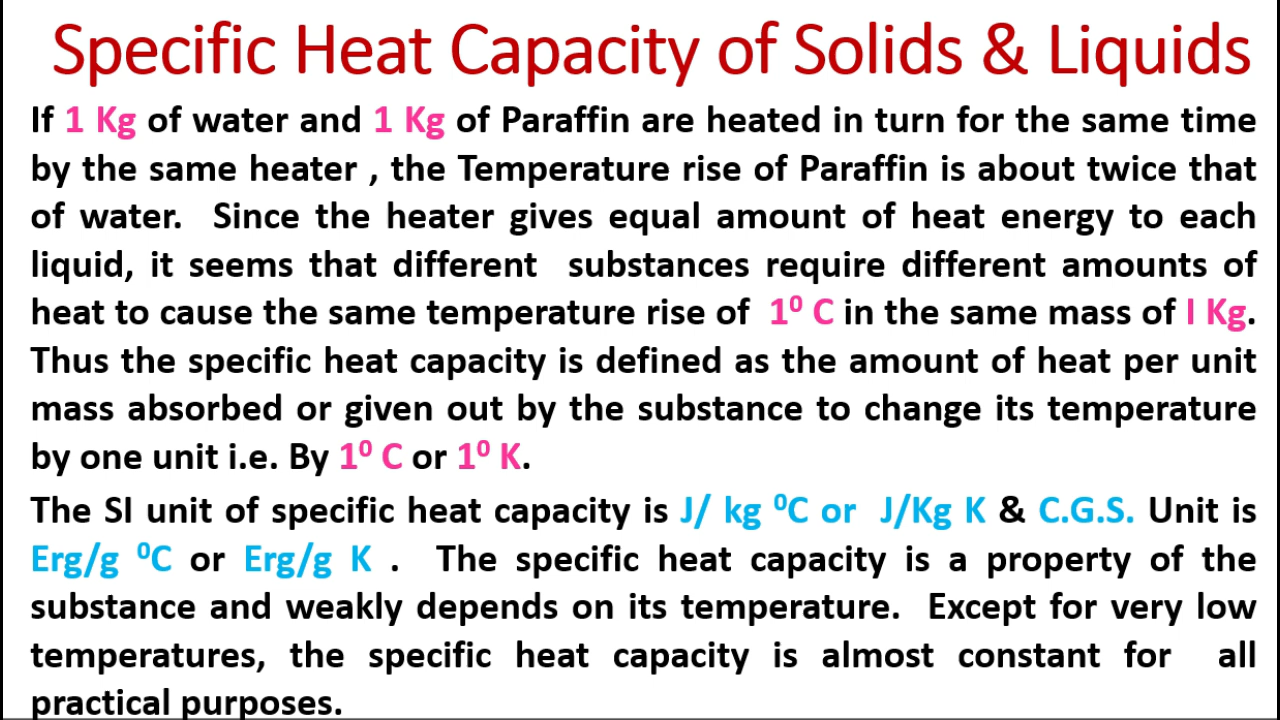 Specific Heat Capacity of Solids & Liquids
If 1 Kg of water and 1 Kg of Paraffin are heated in turn for the same time
by the same heater , the Temperature rise of Paraffin is about twice that
of water. Since the heater gives equal amount of heat energy to each
liquid, it seems that different substances require different amounts of
heat to cause the same temperature rise of 1⁰ C in the same mass of I Kg.
Thus the specific heat capacity is defined as the amount of heat per unit
mass absorbed or given out by the substance to change its temperature
by one unit i.e. By 1⁰ C or 1⁰ K.
The SI unit of specific heat capacity is J/ kg ⁰C or J/Kg K & C.G.S. Unit is
Erg/g ⁰C or Erg/g K . The specific heat capacity is a property of the
substance and weakly depends on its temperature. Except for very low
temperatures, the specific heat capacity is almost constant for all
practical purposes.